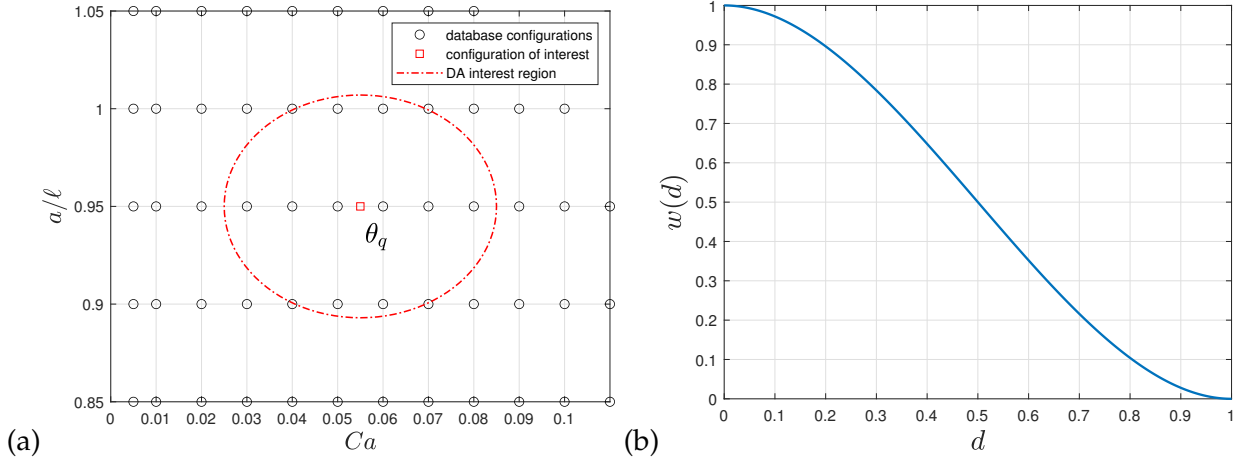 1.05
1
0.95
0.9
0.85
a/ℓ
database configurations
configuration of interest
DA interest region
θq
0 0.01 0.02 0.03 0.04 0.05 0.06 0.07 0.08 0.09 0.1
Ca
(a)
1
0.9
0.8
0.7
0.6
0.5
0.4
0.3
0.2
0.1
0
w(d)
0 0.1 0.2 0.3 0.4 0.5 0.6 0.7 0.8 0.9 1
d
(b)